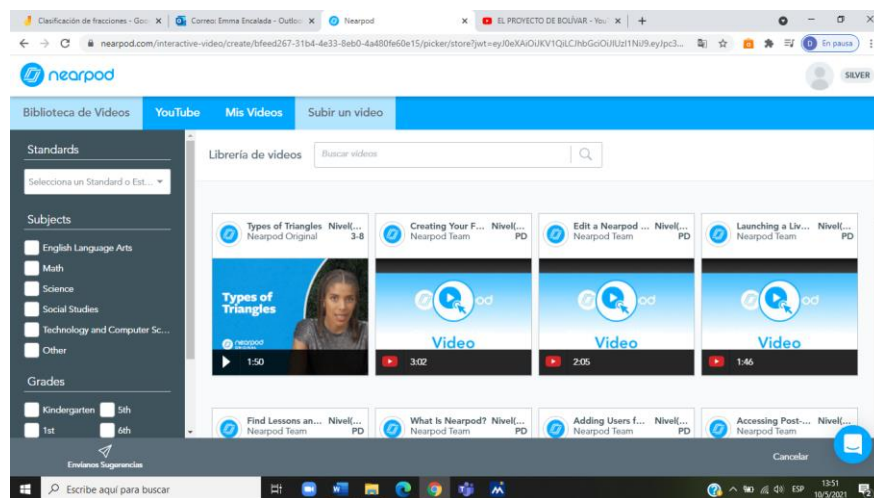 Clasificación de fracciones - Goo
Correo: Emma Encalada - Outloo
Nearpod
EL PROYECTO DE BOLÍVAR - You
nearpod.com/interactive-video/create/bfeed267-31b4-4e33-8eb0-4a480fe60e15/picker/store?jwt=eyJ0eXAiOiJKV1QiLCJhbGciOiJIUzI1NiJ9.eyJpc3...
En pausa
nearpod
SILVER
Biblioteca de Videos YouTube Mis Videos Subir un video
Standards
Selecciona un Standard o Est...
Subjects
English Language Arts
Math
Science
Social Studies
Technology and Computer Sc...
Other
Grades
Kindergarten 5th
1st 6th
Librería de videos Buscar videos
Types of Tri... Nivel(...
Nearpod Original 3-8
Types of
Triangles
nearpod
ORIGINAL
1:50
Creating Your F... Nivel(...
Nearpod Team PD
Video
3:02
Edit a Nearpod ... Nivel(...
Nearpod Team PD
Video
2:05
Launching a Liv... Nivel(...
Nearpod Team PD
Video
1:46
Find Lessons an... Nivel(...
Nearpod Team PD
What Is Nearpod? Nivel(...
Nearpod Team PD
Adding Users f... Nivel(...
Nearpod Team PD
Accessing Post-... Nivel(...
Nearpod Team
Envíanos Sugerencias
Cancelar
Escribe aquí para buscar
ESP
13:51
10/5/2021